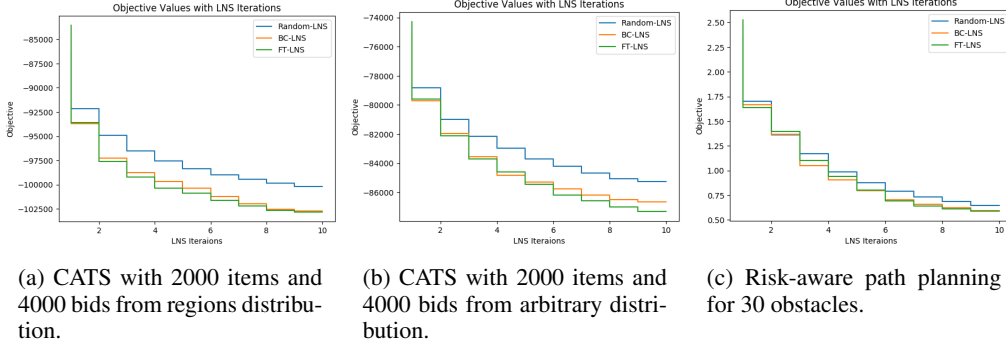 Objective Values with LNS Iterations
Random-LNS
BC-LNS
FT-LNS
−85000
−87500
−90000
−92500
−95000
−97500
−100000
−102500
Objective
2
4
6
8
10
LNS Iteraions
(a) CATS with 2000 items and
4000 bids from regions distribu-
tion.
Objective Values with LNS Iterations
Random-LNS
BC-LNS
FT-LNS
−74000
−76000
−78000
−80000
−82000
−84000
−86000
Objective
2
4
6
8
10
LNS Iteraions
(b) CATS with 2000 items and
4000 bids from arbitrary distri-
bution.
Objective Values with LNS Iterations
Random-LNS
BC-LNS
FT-LNS
2.50
2.25
2.00
1.75
1.50
1.25
1.00
0.75
0.50
Objective
2
4
6
8
10
LNS Iteraions
(c) Risk-aware path planning
for 30 obstacles.